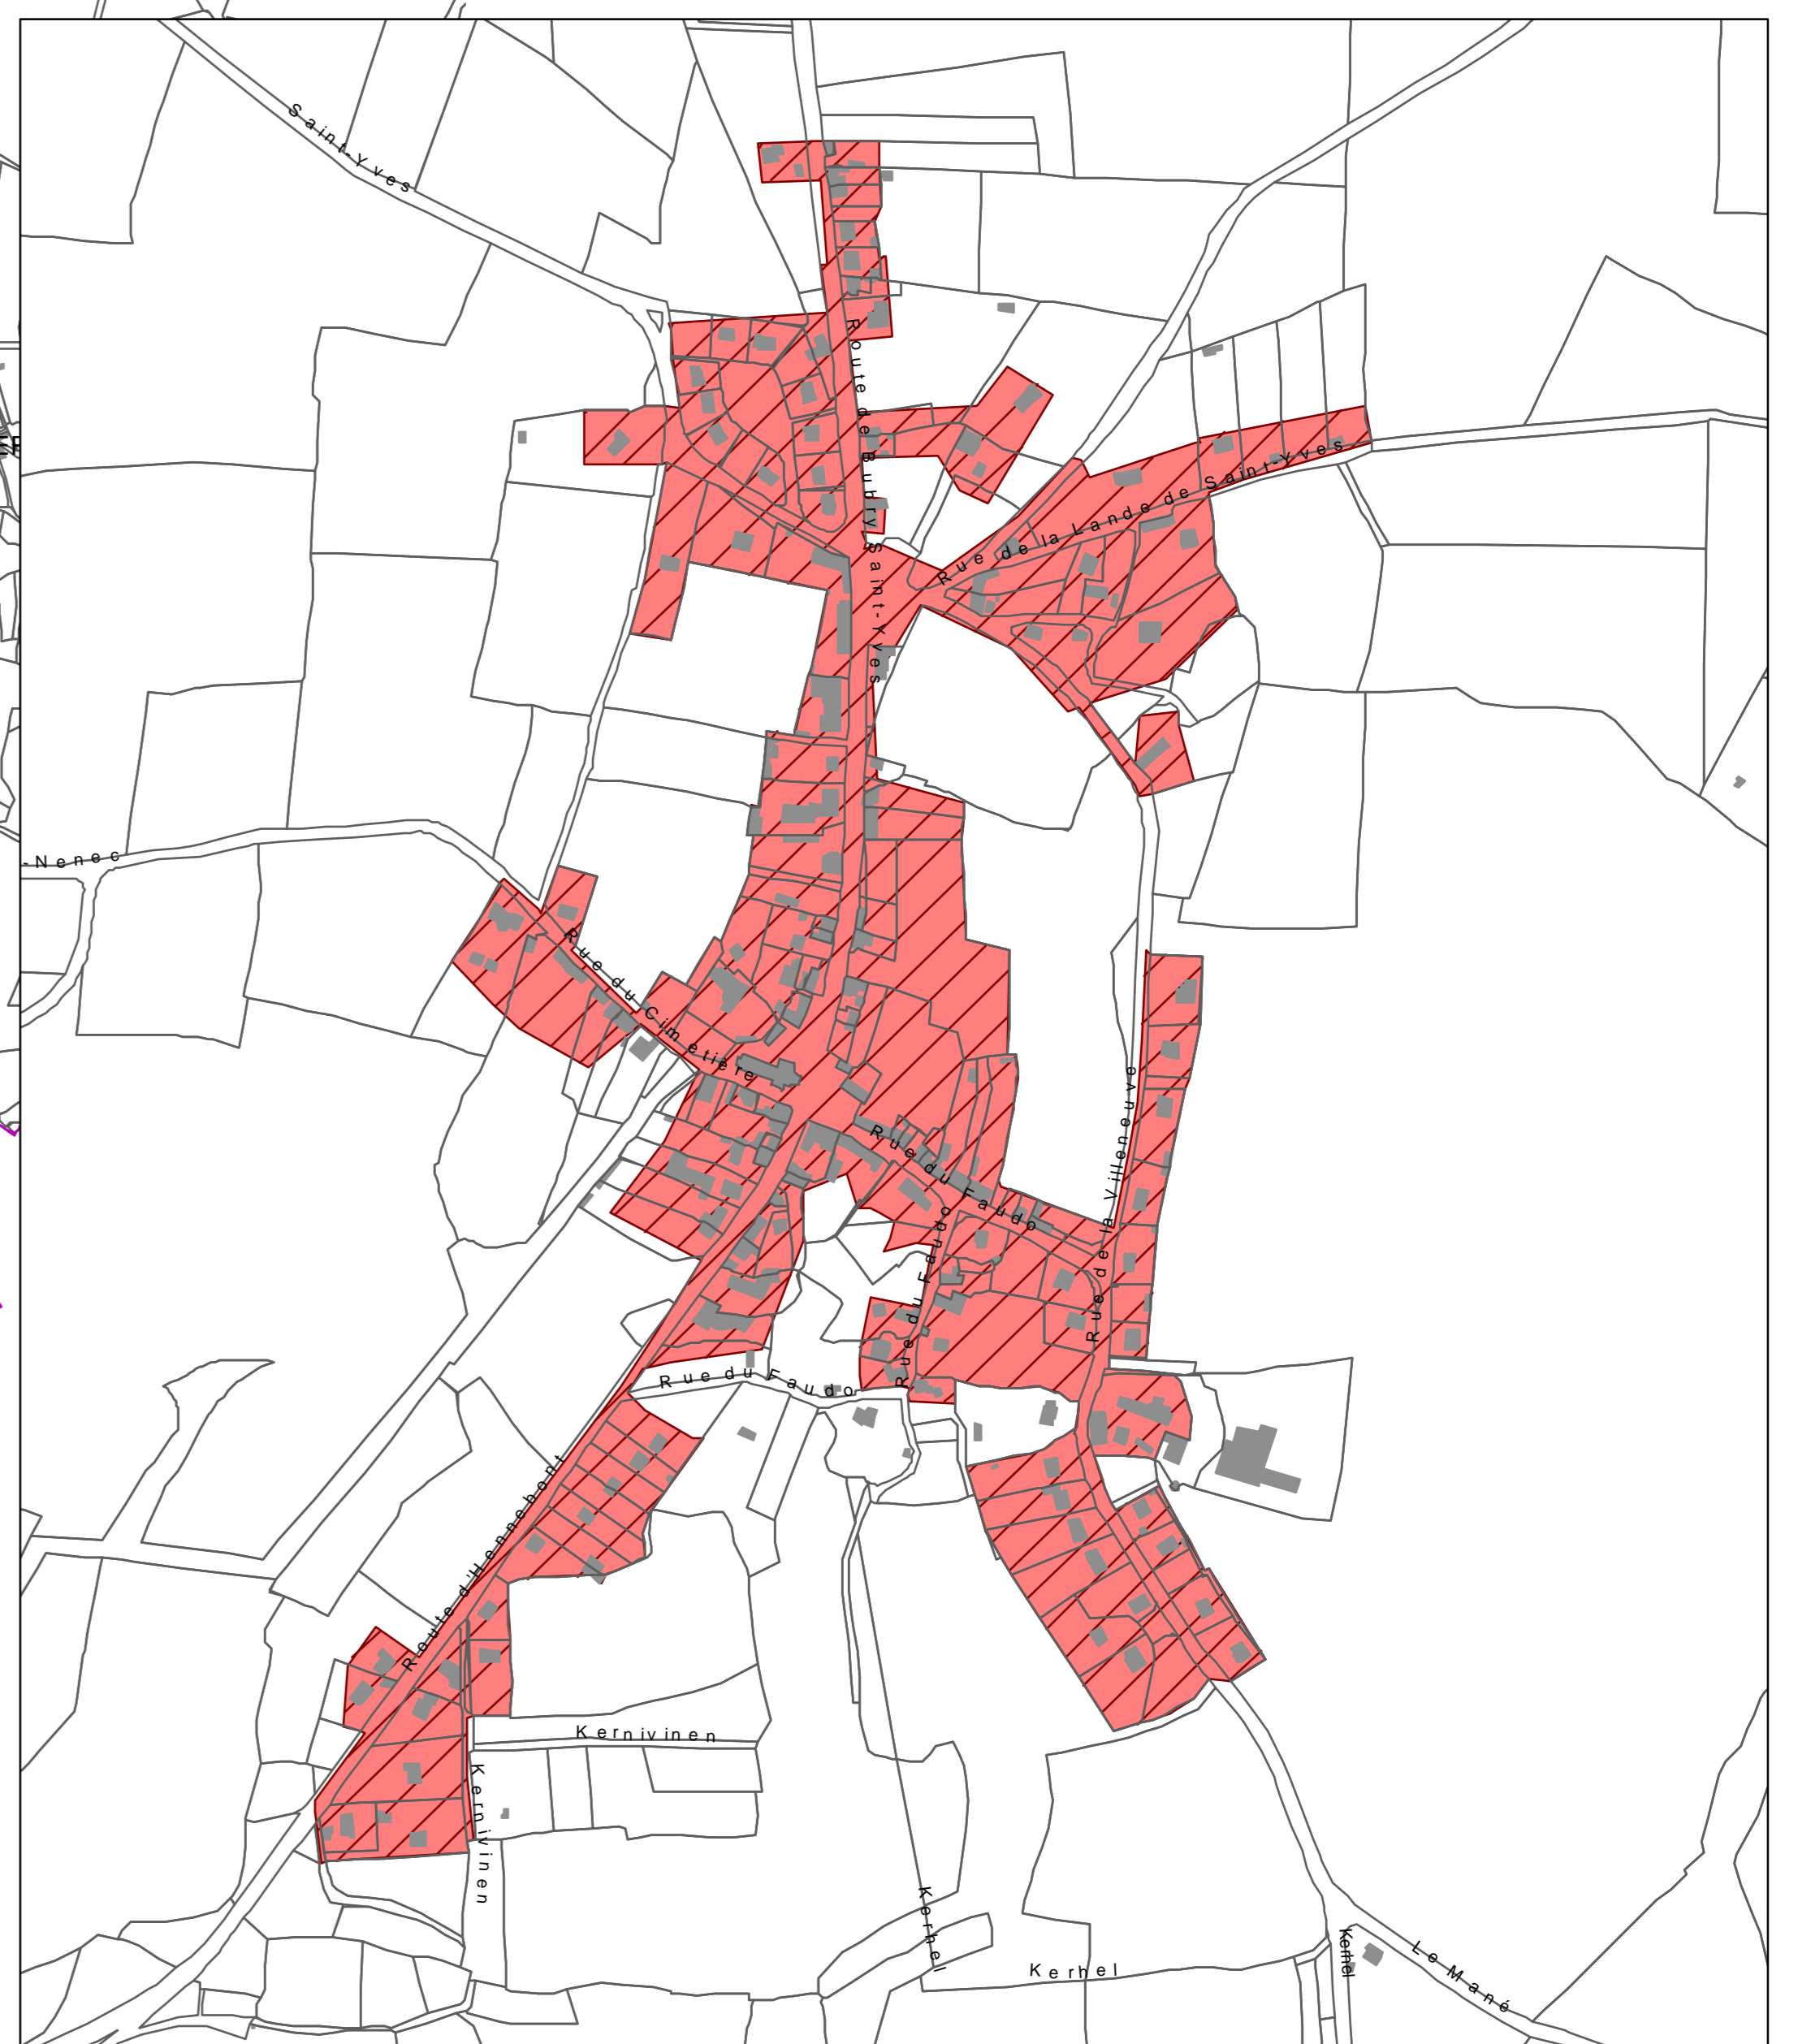 Saint-Yves
Route de Bubry
Saint-Yves
Rue de la Lande de Saint-Yves
-Nenec
Rue du Cimetière
Rue du Faudo
Rue du Faudo
Rue de la Villeneuve
Rue du Faudo
Route d'Hennebont
Kernivinen
Kernivinen
Kerhel
Kerhel
Kerhel
Le Mané